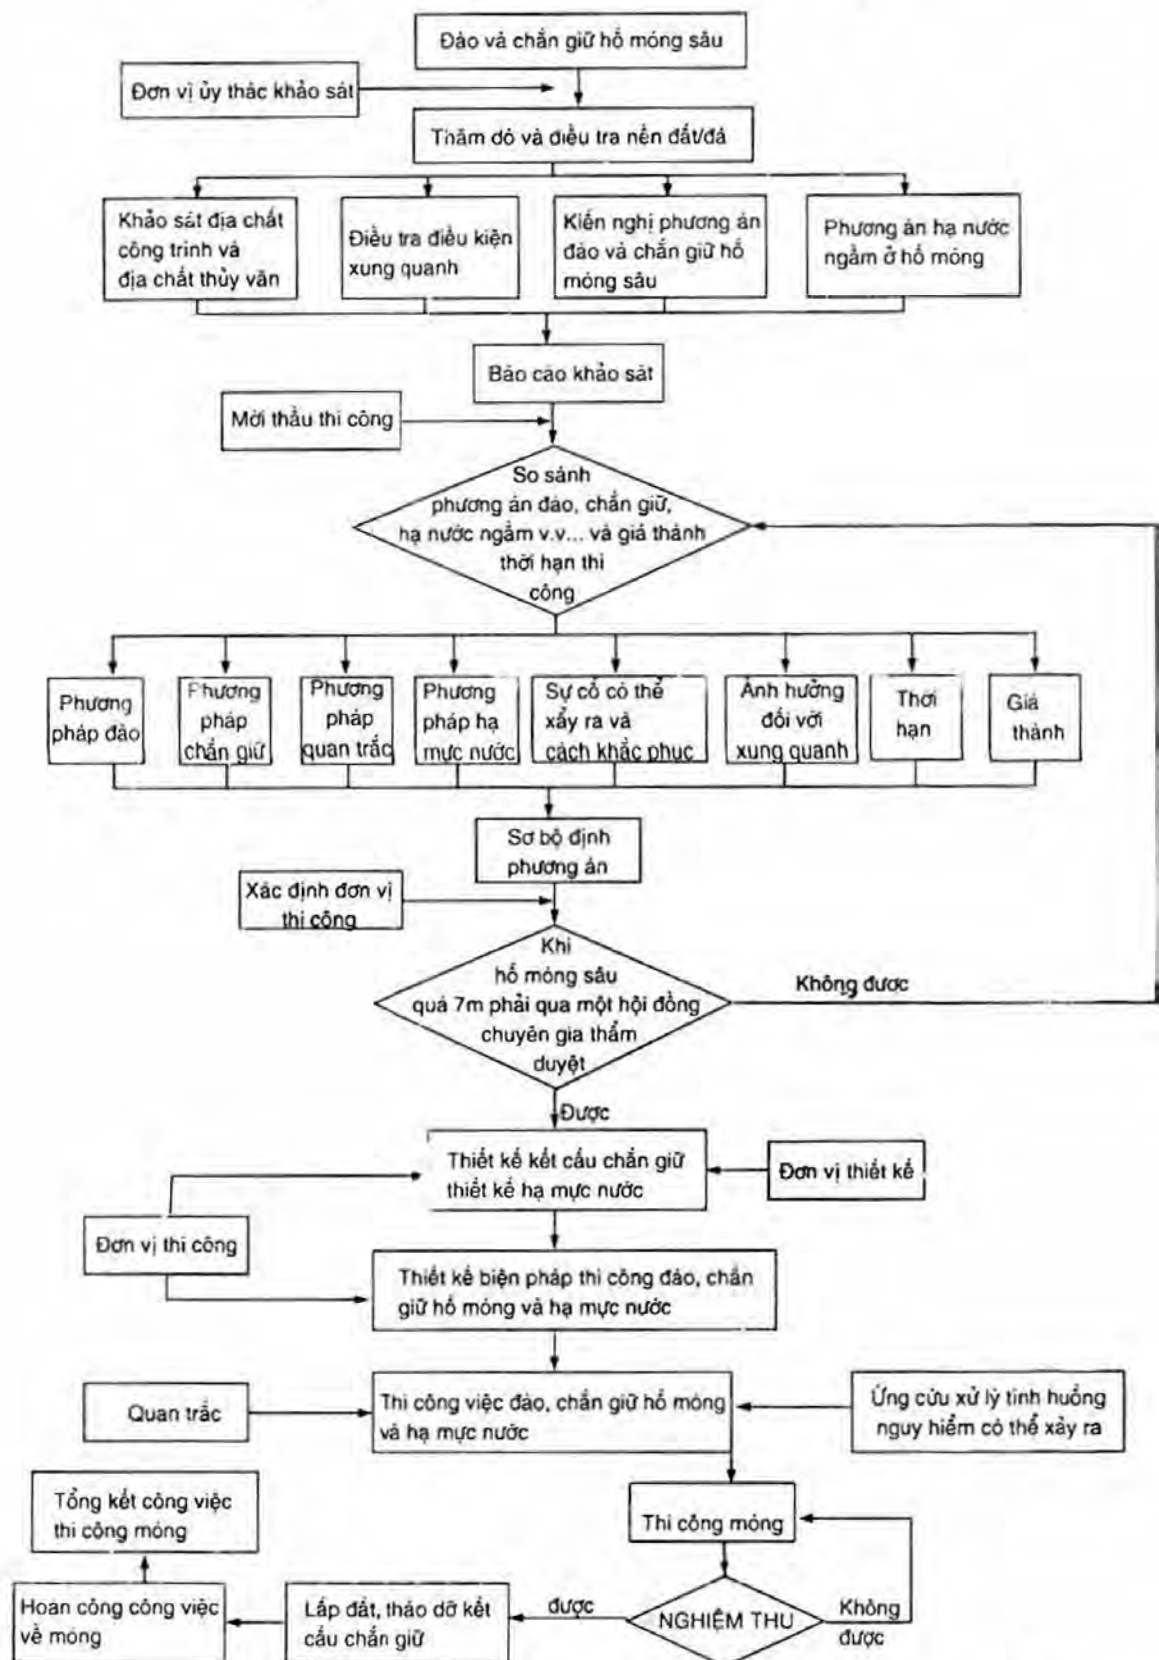 Đào và chắn giữ hố móng sâu
Đơn vị ủy thác khảo sát
Thăm dò và điều tra nền đất/đá
Khảo sát địa chất
công trình và
địa chất thủy văn
Điều tra điều kiện
xung quanh
Kiến nghị phương án
đào và chắn giữ hố
móng sâu
Phương án hạ nước
ngầm ở hố móng
Báo cáo khảo sát
Mời thầu thi công
So sánh
phương án đào, chắn giữ,
hạ nước ngầm v.v... và giá thành
thời hạn thi
công
Phương
pháp đào
Phương
pháp
chắn giữ
Phương
pháp
quan trắc
Phương
pháp hạ
mực nước
Sự cố có thể
xẩy ra và
cách khắc phục
Ảnh hưởng
đối với
xung quanh
Thời
hạn
Giá
thành
Sơ bộ định
phương án
Xác định đơn vị
thi công
Khi
hố móng sâu
quá 7m phải qua một hội đồng
chuyên gia thẩm
duyệt
Không được
Được
Thiết kế kết cấu chắn giữ
thiết kế hạ mực nước
Đơn vị thiết kế
Đơn vị thi công
Thiết kế biện pháp thi công đào, chắn
giữ hố móng và hạ mực nước
Quan trắc
Thi công việc đào, chắn giữ hố móng
và hạ mực nước
Ứng cứu xử lý tình huống
nguy hiểm có thể xảy ra
Tổng kết công việc
thi công móng
Thi công móng
Hoàn công công việc
về móng
Lấp đất, tháo dỡ kết
cấu chắn giữ
được
NGHIỆM THU
Không
được